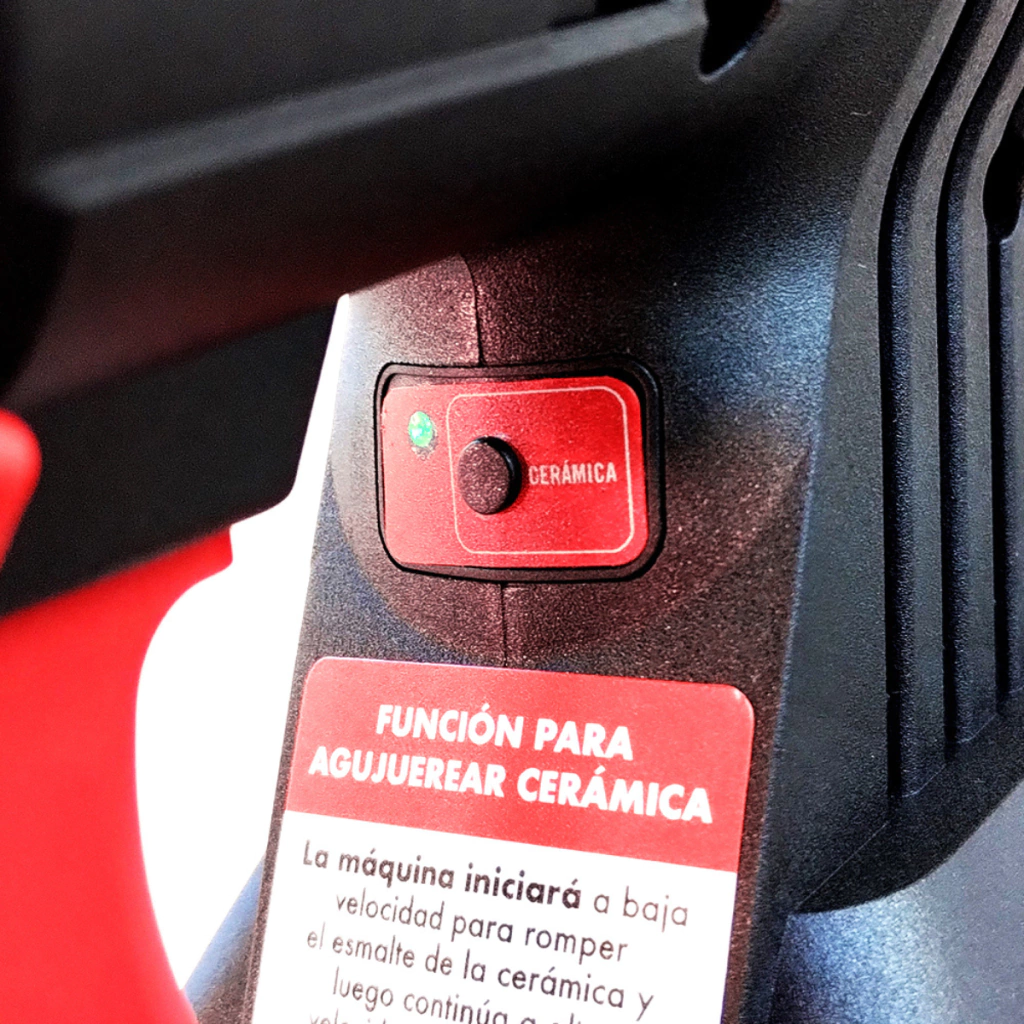 CERÁMICA
FUNCIÓN PARA
AGUJUEREAR CERÁMICA
La máquina iniciará a baja
velocidad para romper
el esmalte de la cerámica y
luego continúa a